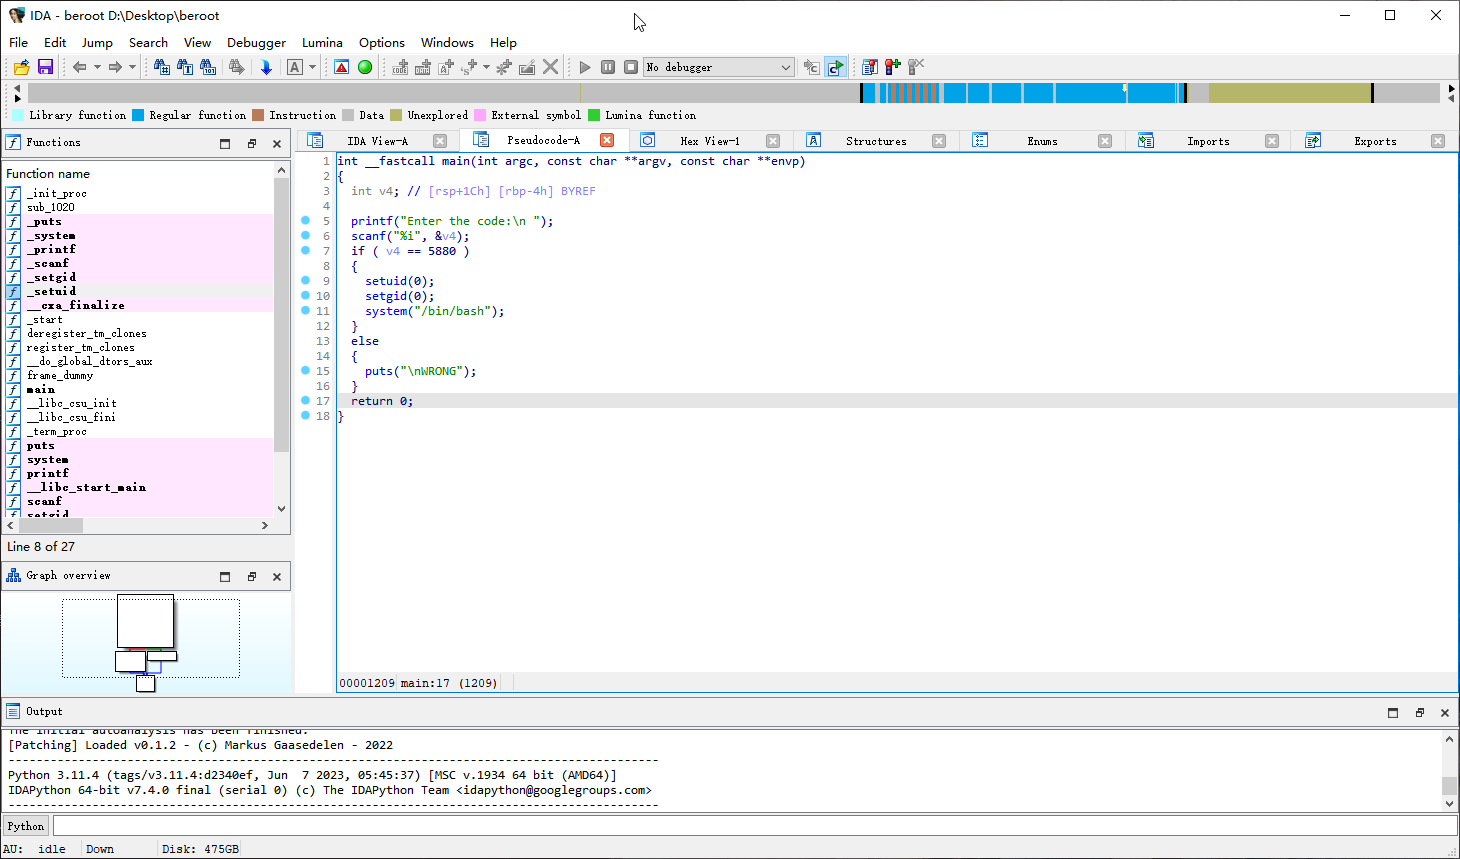 IDA - beroot D:\Desktop\beroot
File Edit Jump Search View Debugger Lumina Options Windows Help
No debugger
Library function Regular function Instruction Data Unexplored External symbol Lumina function
Functions
Function name
_init_proc
sub_1020
_puts
_system
_printf
_scanf
_setgid
_setuid
__cxa_finalize
_start
deregister_tm_clones
register_tm_clones
__do_global_dtors_aux
frame_dummy
main
__libc_csu_init
__libc_csu_fini
_term_proc
puts
system
printf
__libc_start_main
scanf
setgid
Line 8 of 27
Graph overview
IDA View-A Pseudocode-A Hex View-1 Structures Enums Imports Exports
1 int __fastcall main(int argc, const char **argv, const char **envp)
2 {
3 int v4; // [rsp+1Ch] [rbp-4h] BYREF
4
5 printf("Enter the code:\n ");
6 scanf("%i", &v4);
7 if ( v4 == 5880 )
8 {
9 setuid(0);
10 setgid(0);
11 system("/bin/bash");
12 }
13 else
14 {
15 puts("\nWRONG");
16 }
17 return 0;
18 }
00001209 main:17 (1209)
Output
The initial autoanalysis has been finished.
[Patching] Loaded v0.1.2 - (c) Markus Gaasedelen - 2022
---------------------------------------------------------------------------------------------
Python 3.11.4 (tags/v3.11.4:d2340ef, Jun  7 2023, 05:45:37) [MSC v.1934 64 bit (AMD64)]
IDAPython 64-bit v7.4.0 final (serial 0) (c) The IDAPython Team <idapython@googlegroups.com>
---------------------------------------------------------------------------------------------
Python
AU: idle Down Disk: 475GB